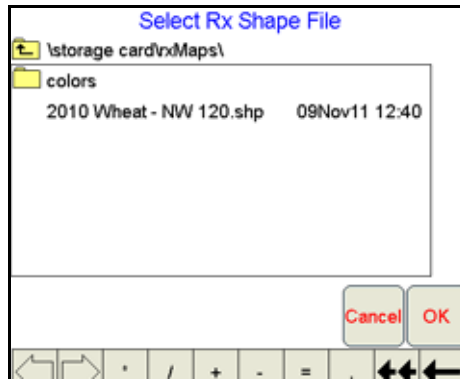 Select Rx Shape File
\storage card\rxMaps\
colors
2010 Wheat - NW 120.shp 09Nov11 12:40
Cancel OK
' / + - = .